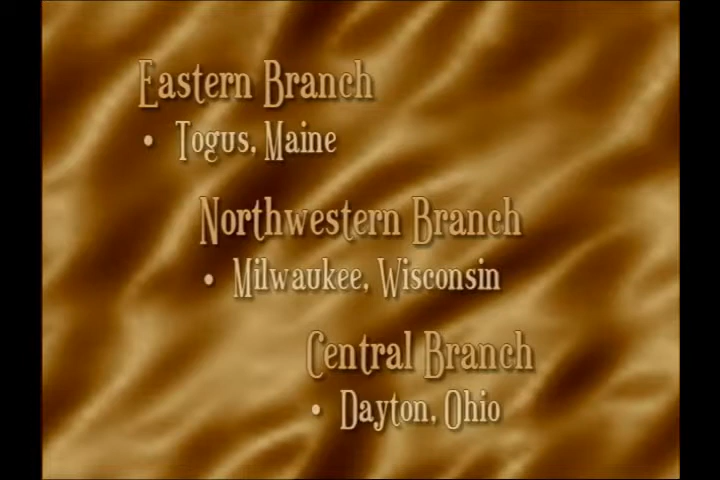 Eastern Branch
• Togus, Maine
Northwestern Branch
• Milwaukee, Wisconsin
Central Branch
• Dayton, Ohio